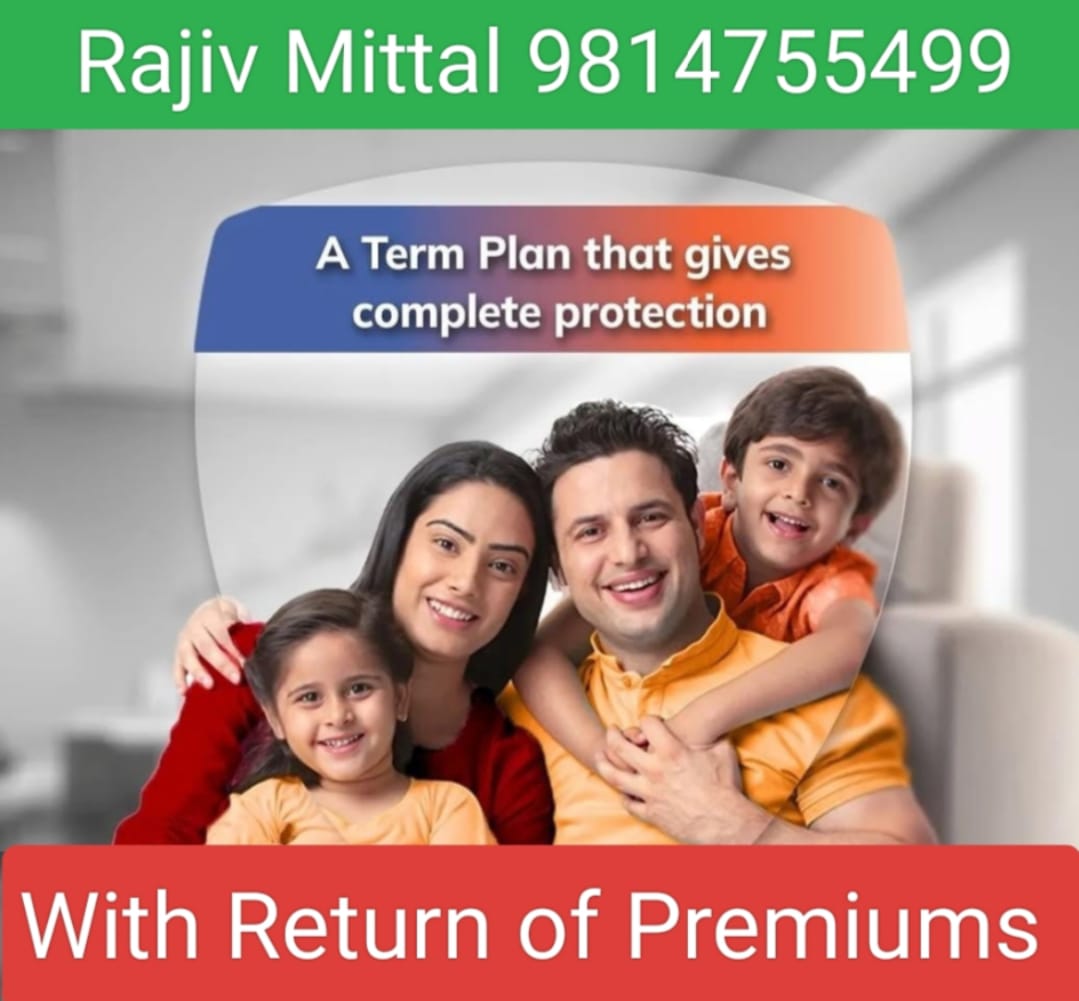 Rajiv Mittal 9814755499
A Term Plan that gives
complete protection
With Return of Premiums